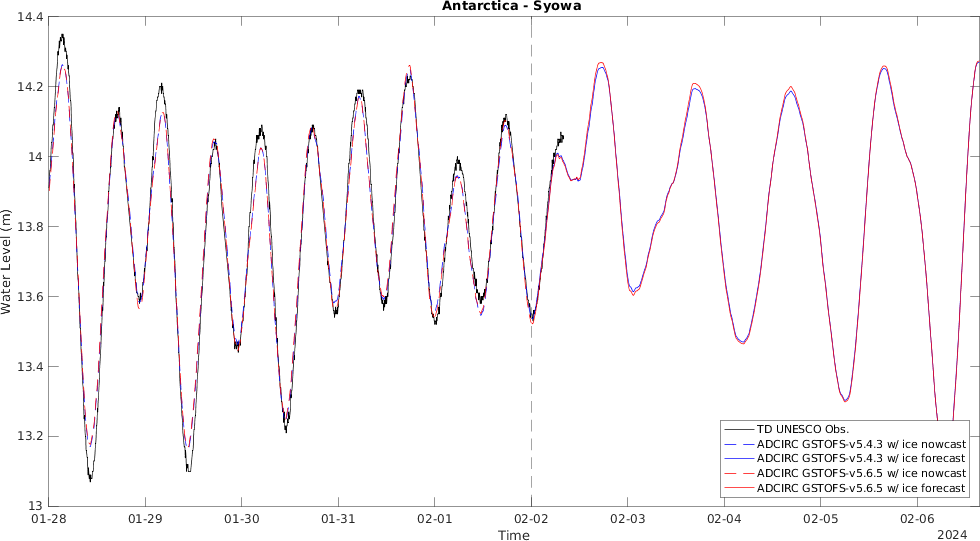 Antarctica - Syowa
14.4
14.2
14
13.8
13.6
13.4
13.2
13
Water Level (m)
01-28 01-29 01-30 01-31 02-01 02-02 02-03 02-04 02-05 02-06
Time
2024
TD UNESCO Obs.
ADCIRC GSTOFS-v5.4.3 w/ ice nowcast
ADCIRC GSTOFS-v5.4.3 w/ ice forecast
ADCIRC GSTOFS-v5.6.5 w/ ice nowcast
ADCIRC GSTOFS-v5.6.5 w/ ice forecast